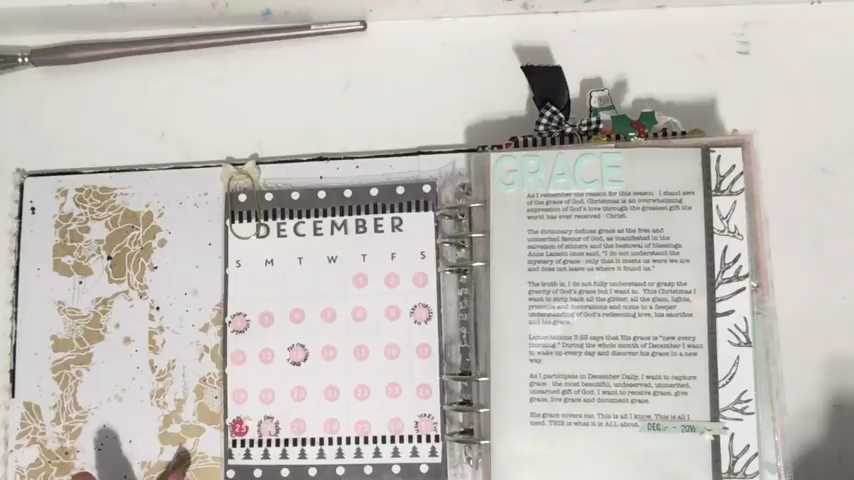 DECEMBER
S M T W T F S
1 2 3
5 6 7 8 9
11 12 14 15 16 17
18 19 20 21 22 23 24
25
GRACE
As I remember the reason for this season I stand awe
of the grace of God. Christmas is an overwhelming
expression of God's love through the greatest gift the
world has ever received - Christ.
The dictionary defines grace as the free and
unmerited favour of God, as manifested in the
salvation of sinners and the bestowal of blessings.
Anne Lamott once said, "I do not understand the
mystery of grace - only that it meets us were we are
and does not leave us where it found us."
The truth is, I do not fully understand or grasp the
gravity of God's grace but I want to. This Christmas I
want to strip back all the glitter, all the glam, lights,
presents and decorations and come to a deeper
understanding of God's redeeming love, his sacrifice
and his grace.
Lamentations 3:23 says that His grace is "new every
morning." During the whole month of December I want
to wake up every day and discover his grace in a new
way.
As I participate in December Daily, I want to capture
grace - the most beautiful, undeserved, unmerited,
unearned gift of God. I want to receive grace, give
grace, live grace and document grace.
His grace covers me. This is all I know. This is all I
need. THIS is what it is ALL about.
DEC - - 2016